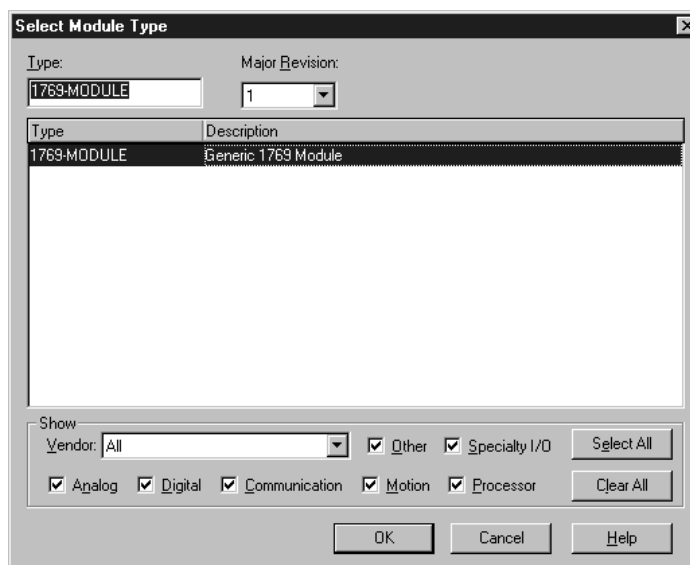 Select Module Type
Type: Major Revision:
1769-MODULE 1
Type Description
1769-MODULE Generic 1769 Module
Show
Vendor: All Other Specialty I/O Select All
Analog Digital Communication Motion Processor Clear All
OK Cancel Help